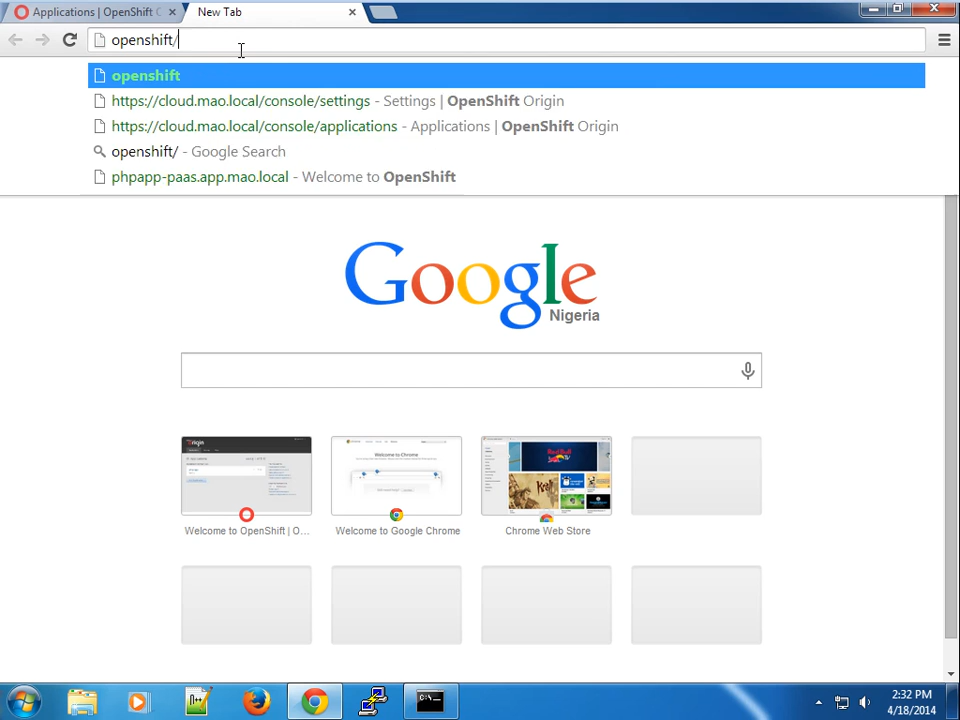 Applications | OpenShift O
New Tab
openshift/
openshift
https://cloud.mao.local/console/settings - Settings | OpenShift Origin
https://cloud.mao.local/console/applications - Applications | OpenShift Origin
openshift/ - Google Search
phpapp-paas.app.mao.local - Welcome to OpenShift
Google
Nigeria
Welcome to OpenShift | O...
Welcome to Google Chrome
Chrome Web Store
2:32 PM
4/18/2014